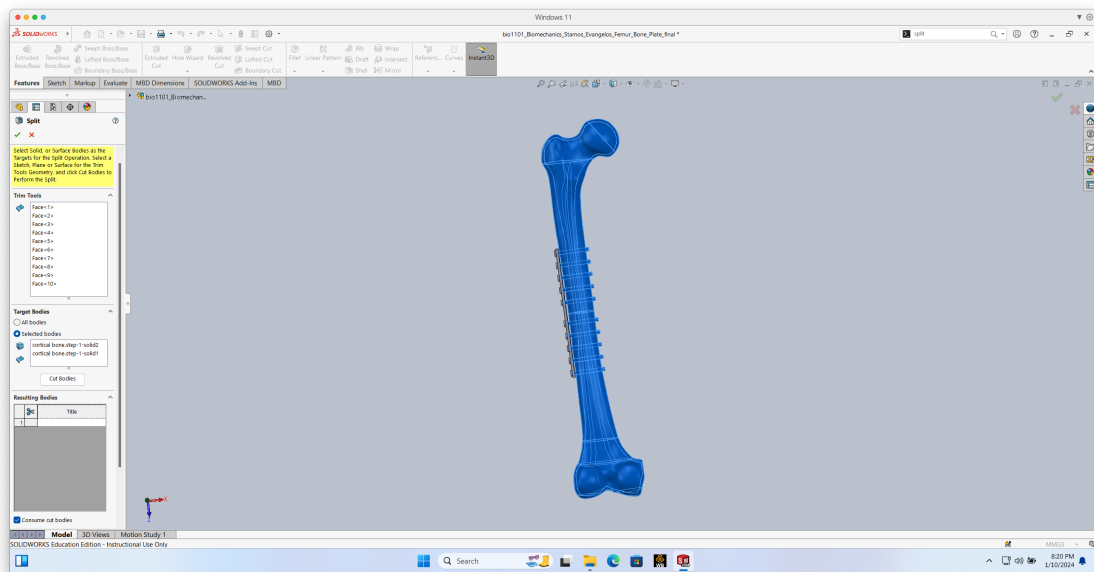 Windows 11
SOLIDWORKS
bio1101_Biomechanics_Stamos_Evangelos_Femur_Bone_Plate_final *
split
Extruded Boss/Base
Revolved Boss/Base
Swept Boss/Base
Lofted Boss/Base
Boundary Boss/Base
Extruded Cut
Hole Wizard
Revolved Cut
Swept Cut
Lofted Cut
Boundary Cut
Fillet
Linear Pattern
Rib
Draft
Shell
Wrap
Intersect
Mirror
Referenc...
Curves
Instant3D
Features
Sketch
Markup
Evaluate
MBD Dimensions
SOLIDWORKS Add-Ins
MBD
bio1101_Biomechan...
Split
Select Solid, or Surface Bodies as the
Targets for the Split Operation. Select a
Sketch, Plane or Surface for the Trim
Tools Geometry, and click Cut Bodies to
Perform the Split.
Trim Tools
Face<1>
Face<2>
Face<3>
Face<4>
Face<5>
Face<6>
Face<7>
Face<8>
Face<9>
Face<10>
Target Bodies
All bodies
Selected bodies
cortical bone.step-1-solid2
cortical bone.step-1-solid1
Cut Bodies
Resulting Bodies
Title
1
Consume cut bodies
X
Z
Model
3D Views
Motion Study 1
SOLIDWORKS Education Edition - Instructional Use Only
MMGS
Search
8:20 PM
1/10/2024